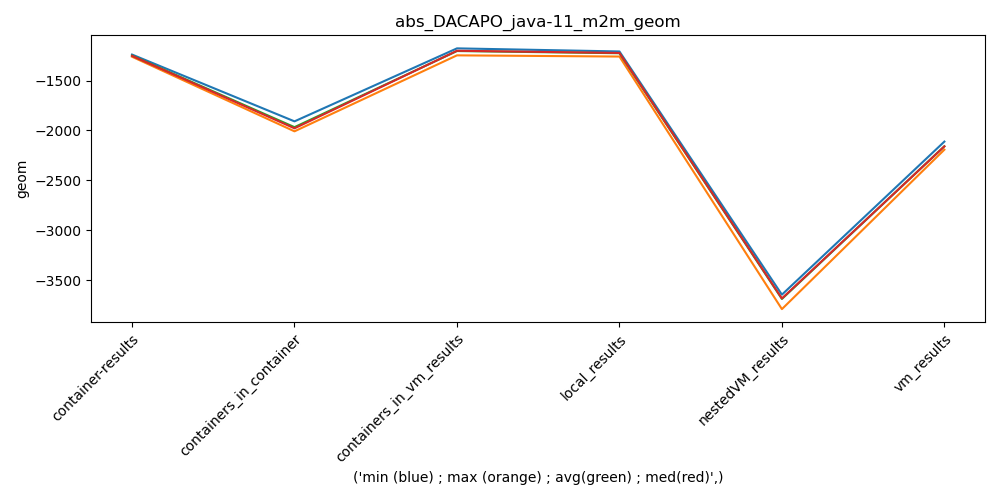 abs_DACAPO_java-11_m2m_geom
geom
−1500
−2000
−2500
−3000
−3500
container-results
containers_in_container
containers_in_vm_results
local_results
nestedVM_results
vm_results
('min (blue) ; max (orange) ; avg(green) ; med(red)',)